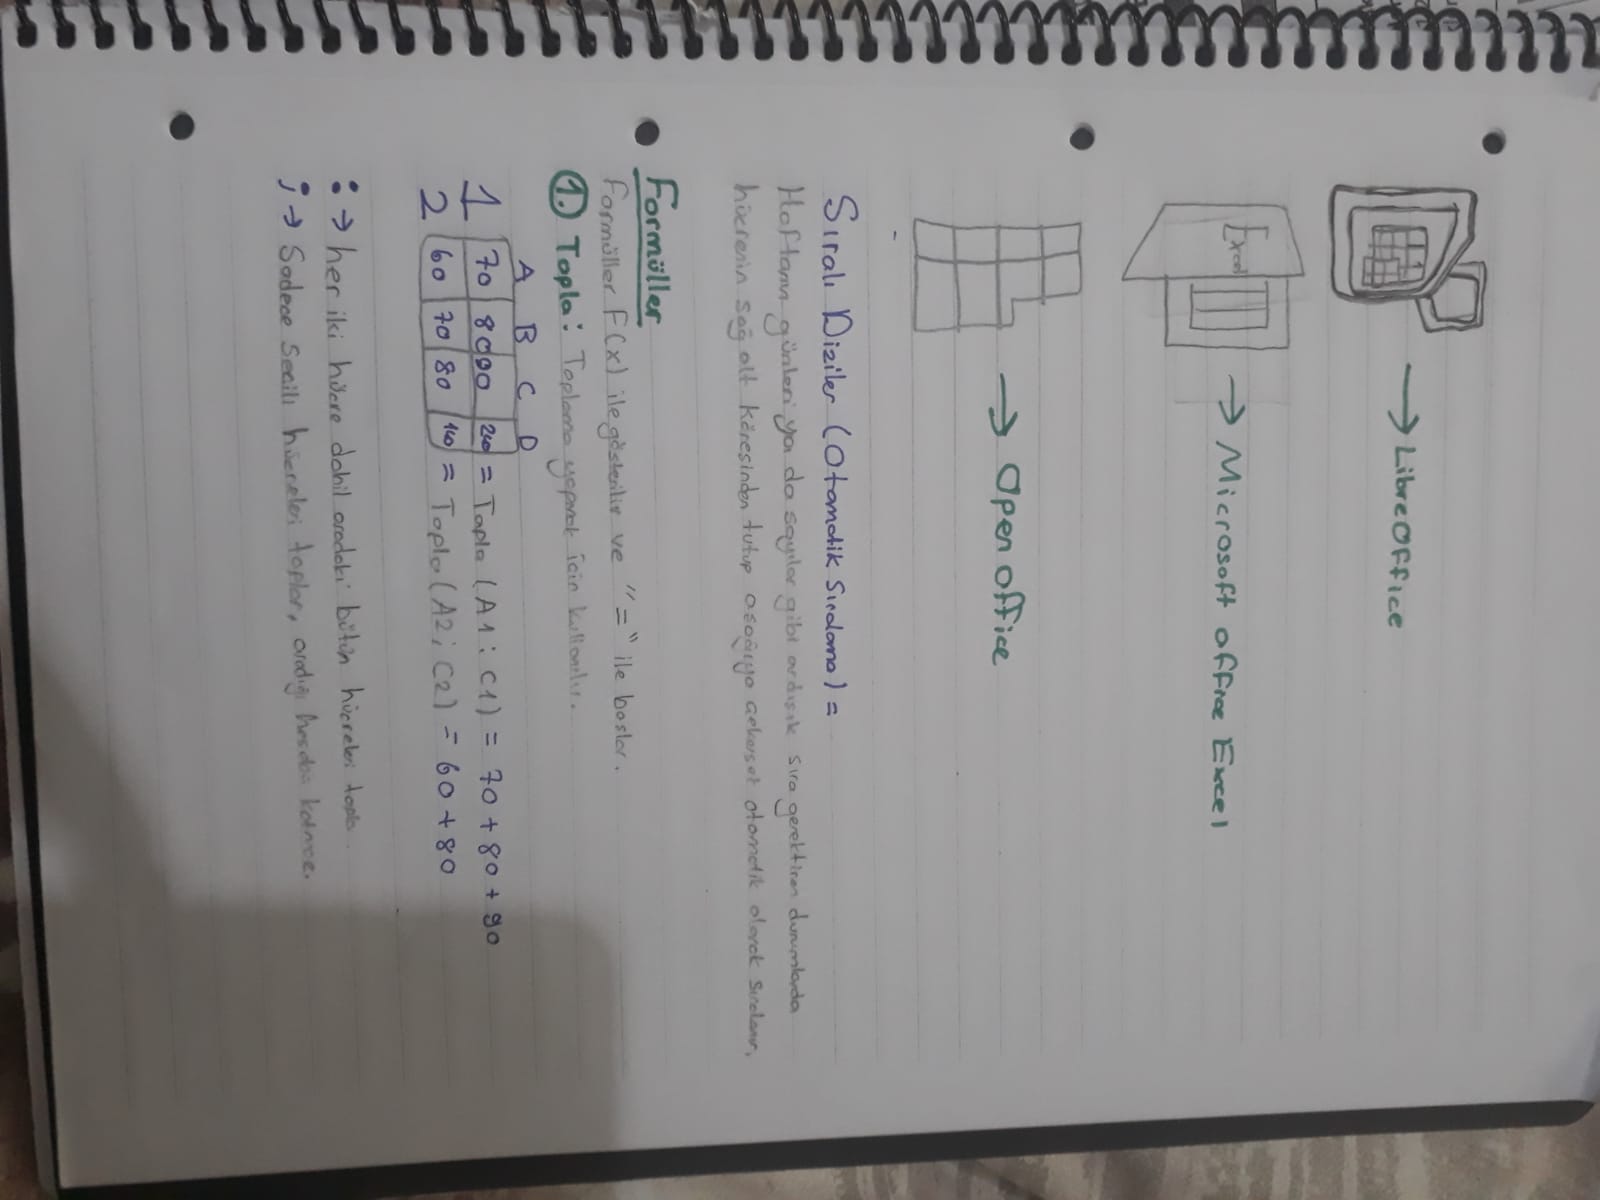 → LibreOffice
Excel → Microsoft office Excel
→ Open office
Sıralı Diziler (Otomatik Sıralama) =
Haftanın günleri ya da sayılar gibi ardışık sıra gerektiren durumlarda
hücrenin sağ alt köresinden tutup aşağıya çekersek otomatik olarak sıralanır.
Formüller
Formüller F(x) ile gösterilir ve "=" ile başlar.
1. Topla: Toplama yapmak için kullanılır.
A B C D
1 70 80 90 240 = Topla (A1 : C1) = 70 + 80 + 90
2 60 70 80 140 = Topla (A2 ; C2) = 60 + 80
: → her iki hücre dahil aradaki bütün hücreleri topla
; → Sadece Seçili hücreleri toplar, aradığı hesaba katmaz.